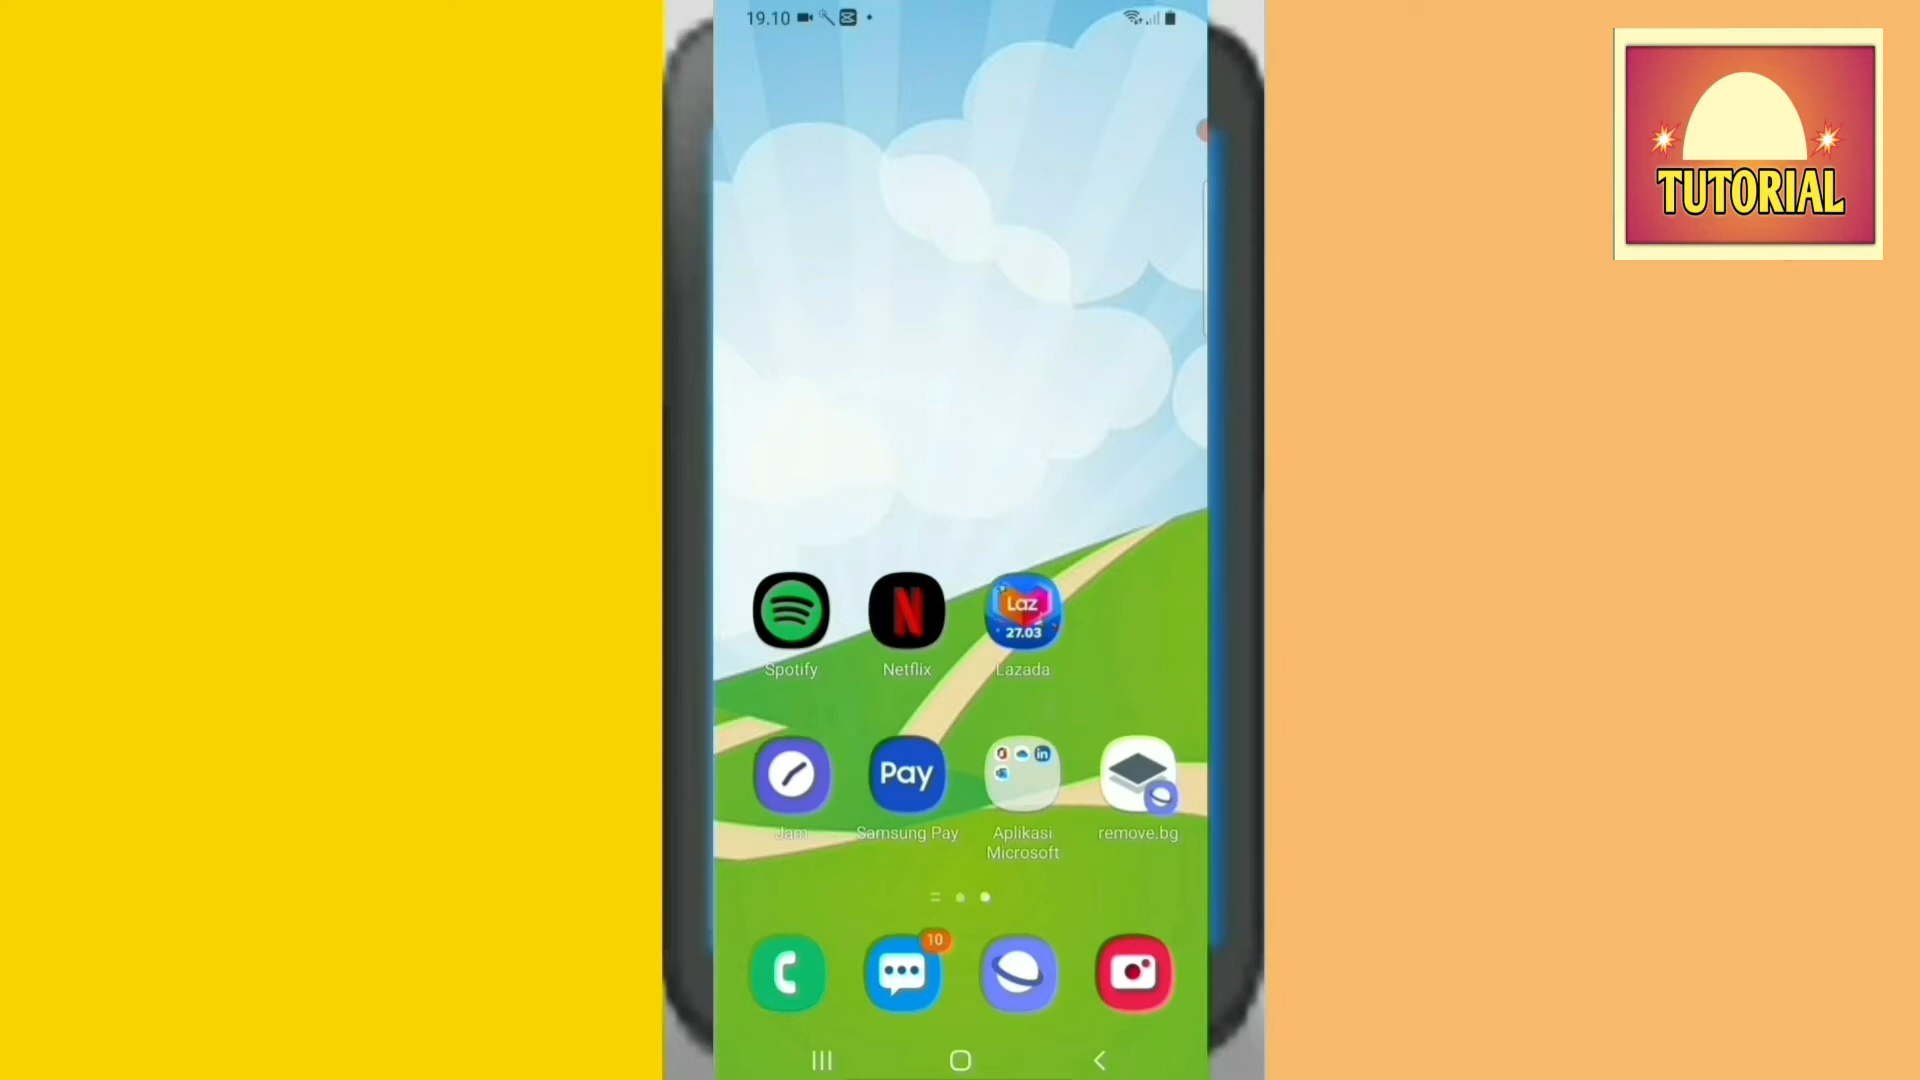 19.10
TUTORIAL
Laz
27.03
Spotify
Netflix
Lazada
Pay
Jam
Samsung Pay
Aplikasi
Microsoft
remove.bg
10